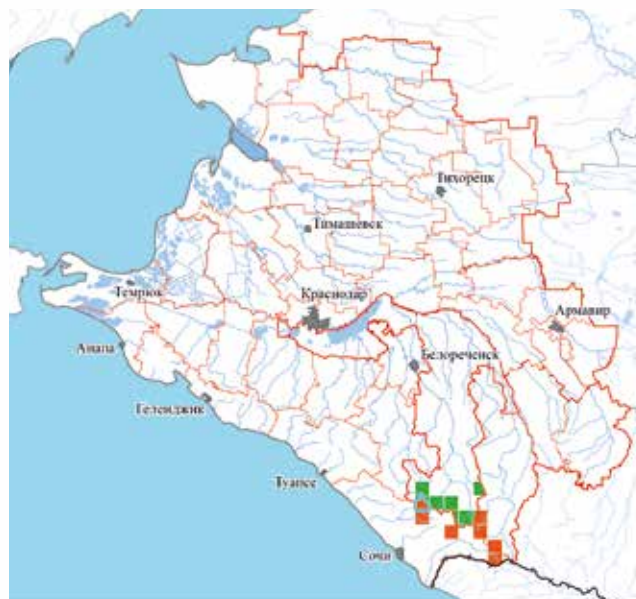 Тихорецк
Тимашевск
Темрюк
Краснодар
Армавир
Анапа
Белореченск
Геленджик
Туапсе
Сочи